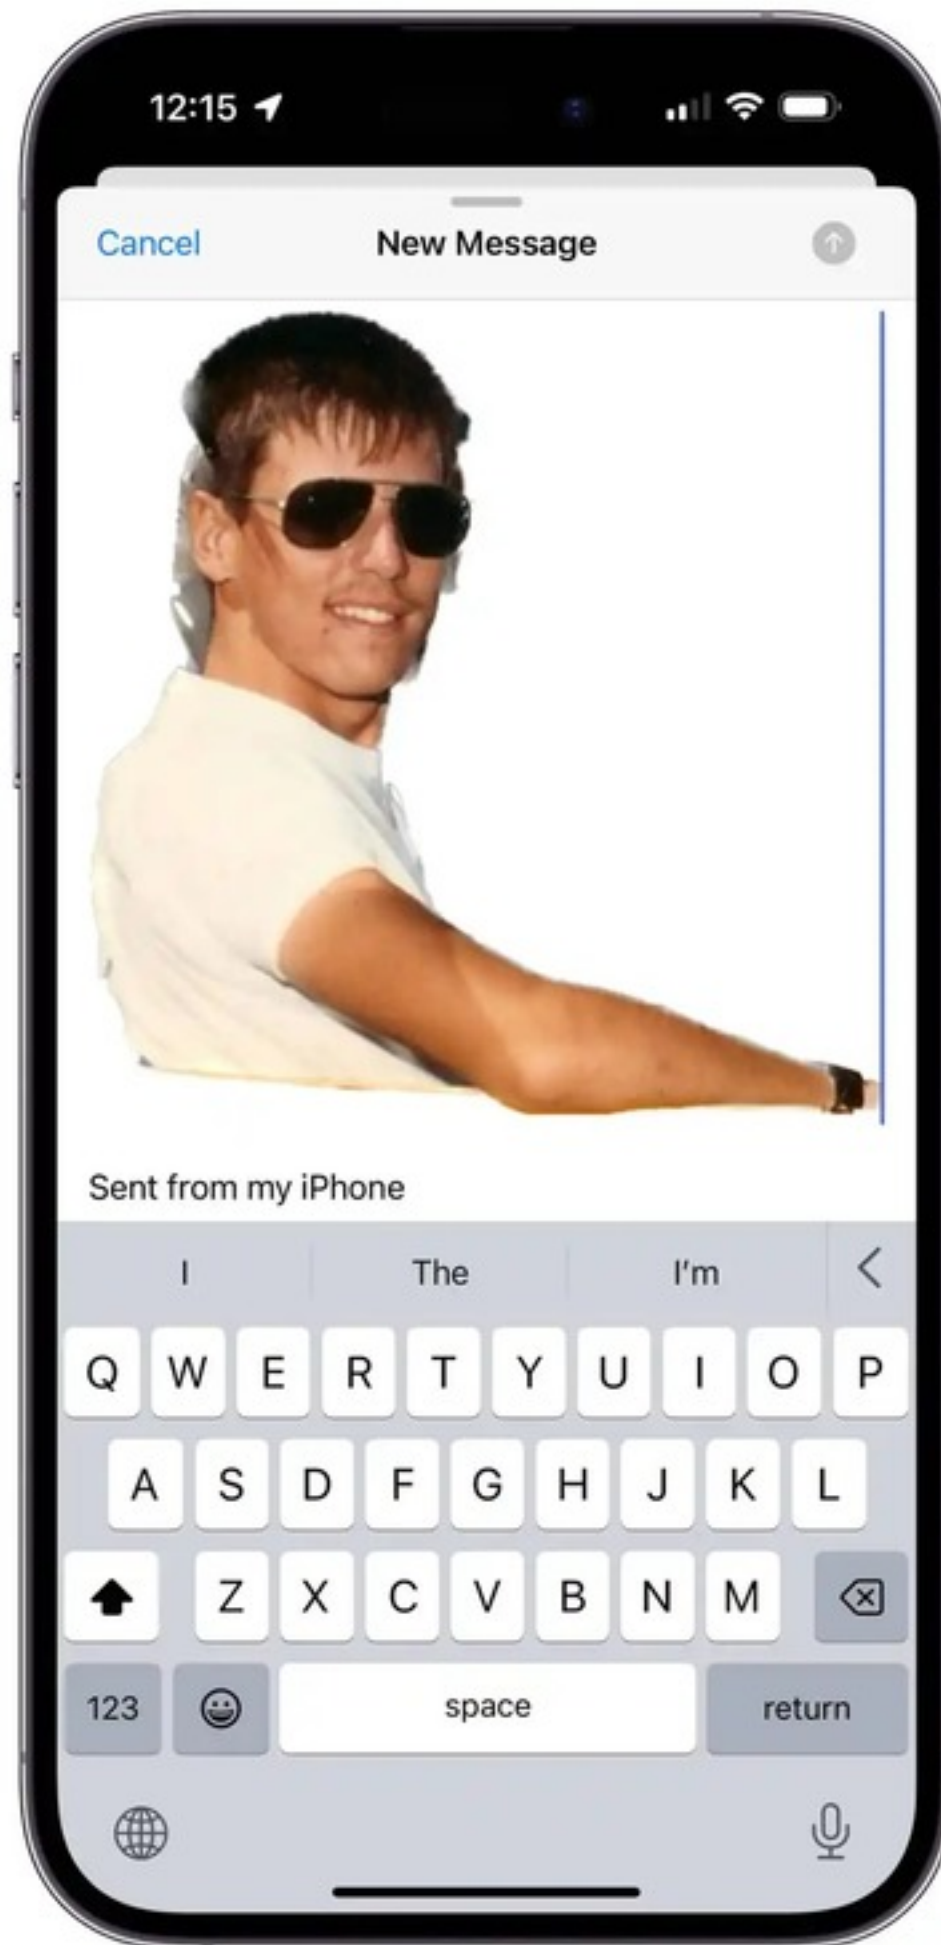 12:15
Cancel New Message
Sent from my iPhone
I The I'm
Q W E R T Y U I O P
A S D F G H J K L
Z X C V B N M
123 space return